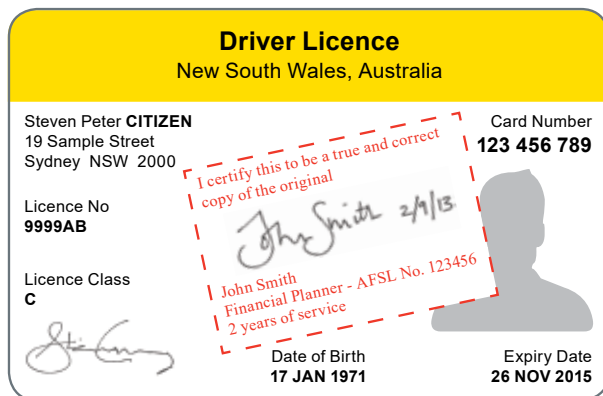 Driver Licence
New South Wales, Australia
Steven Peter CITIZEN
19 Sample Street
Sydney NSW 2000
Card Number
123 456 789
I certify this to be a true and correct
copy of the original
John Smith 2/9/13
John Smith
Financial Planner - AFSL No. 123456
2 years of service
Licence No
9999AB
Licence Class
C
Date of Birth
17 JAN 1971
Expiry Date
26 NOV 2015